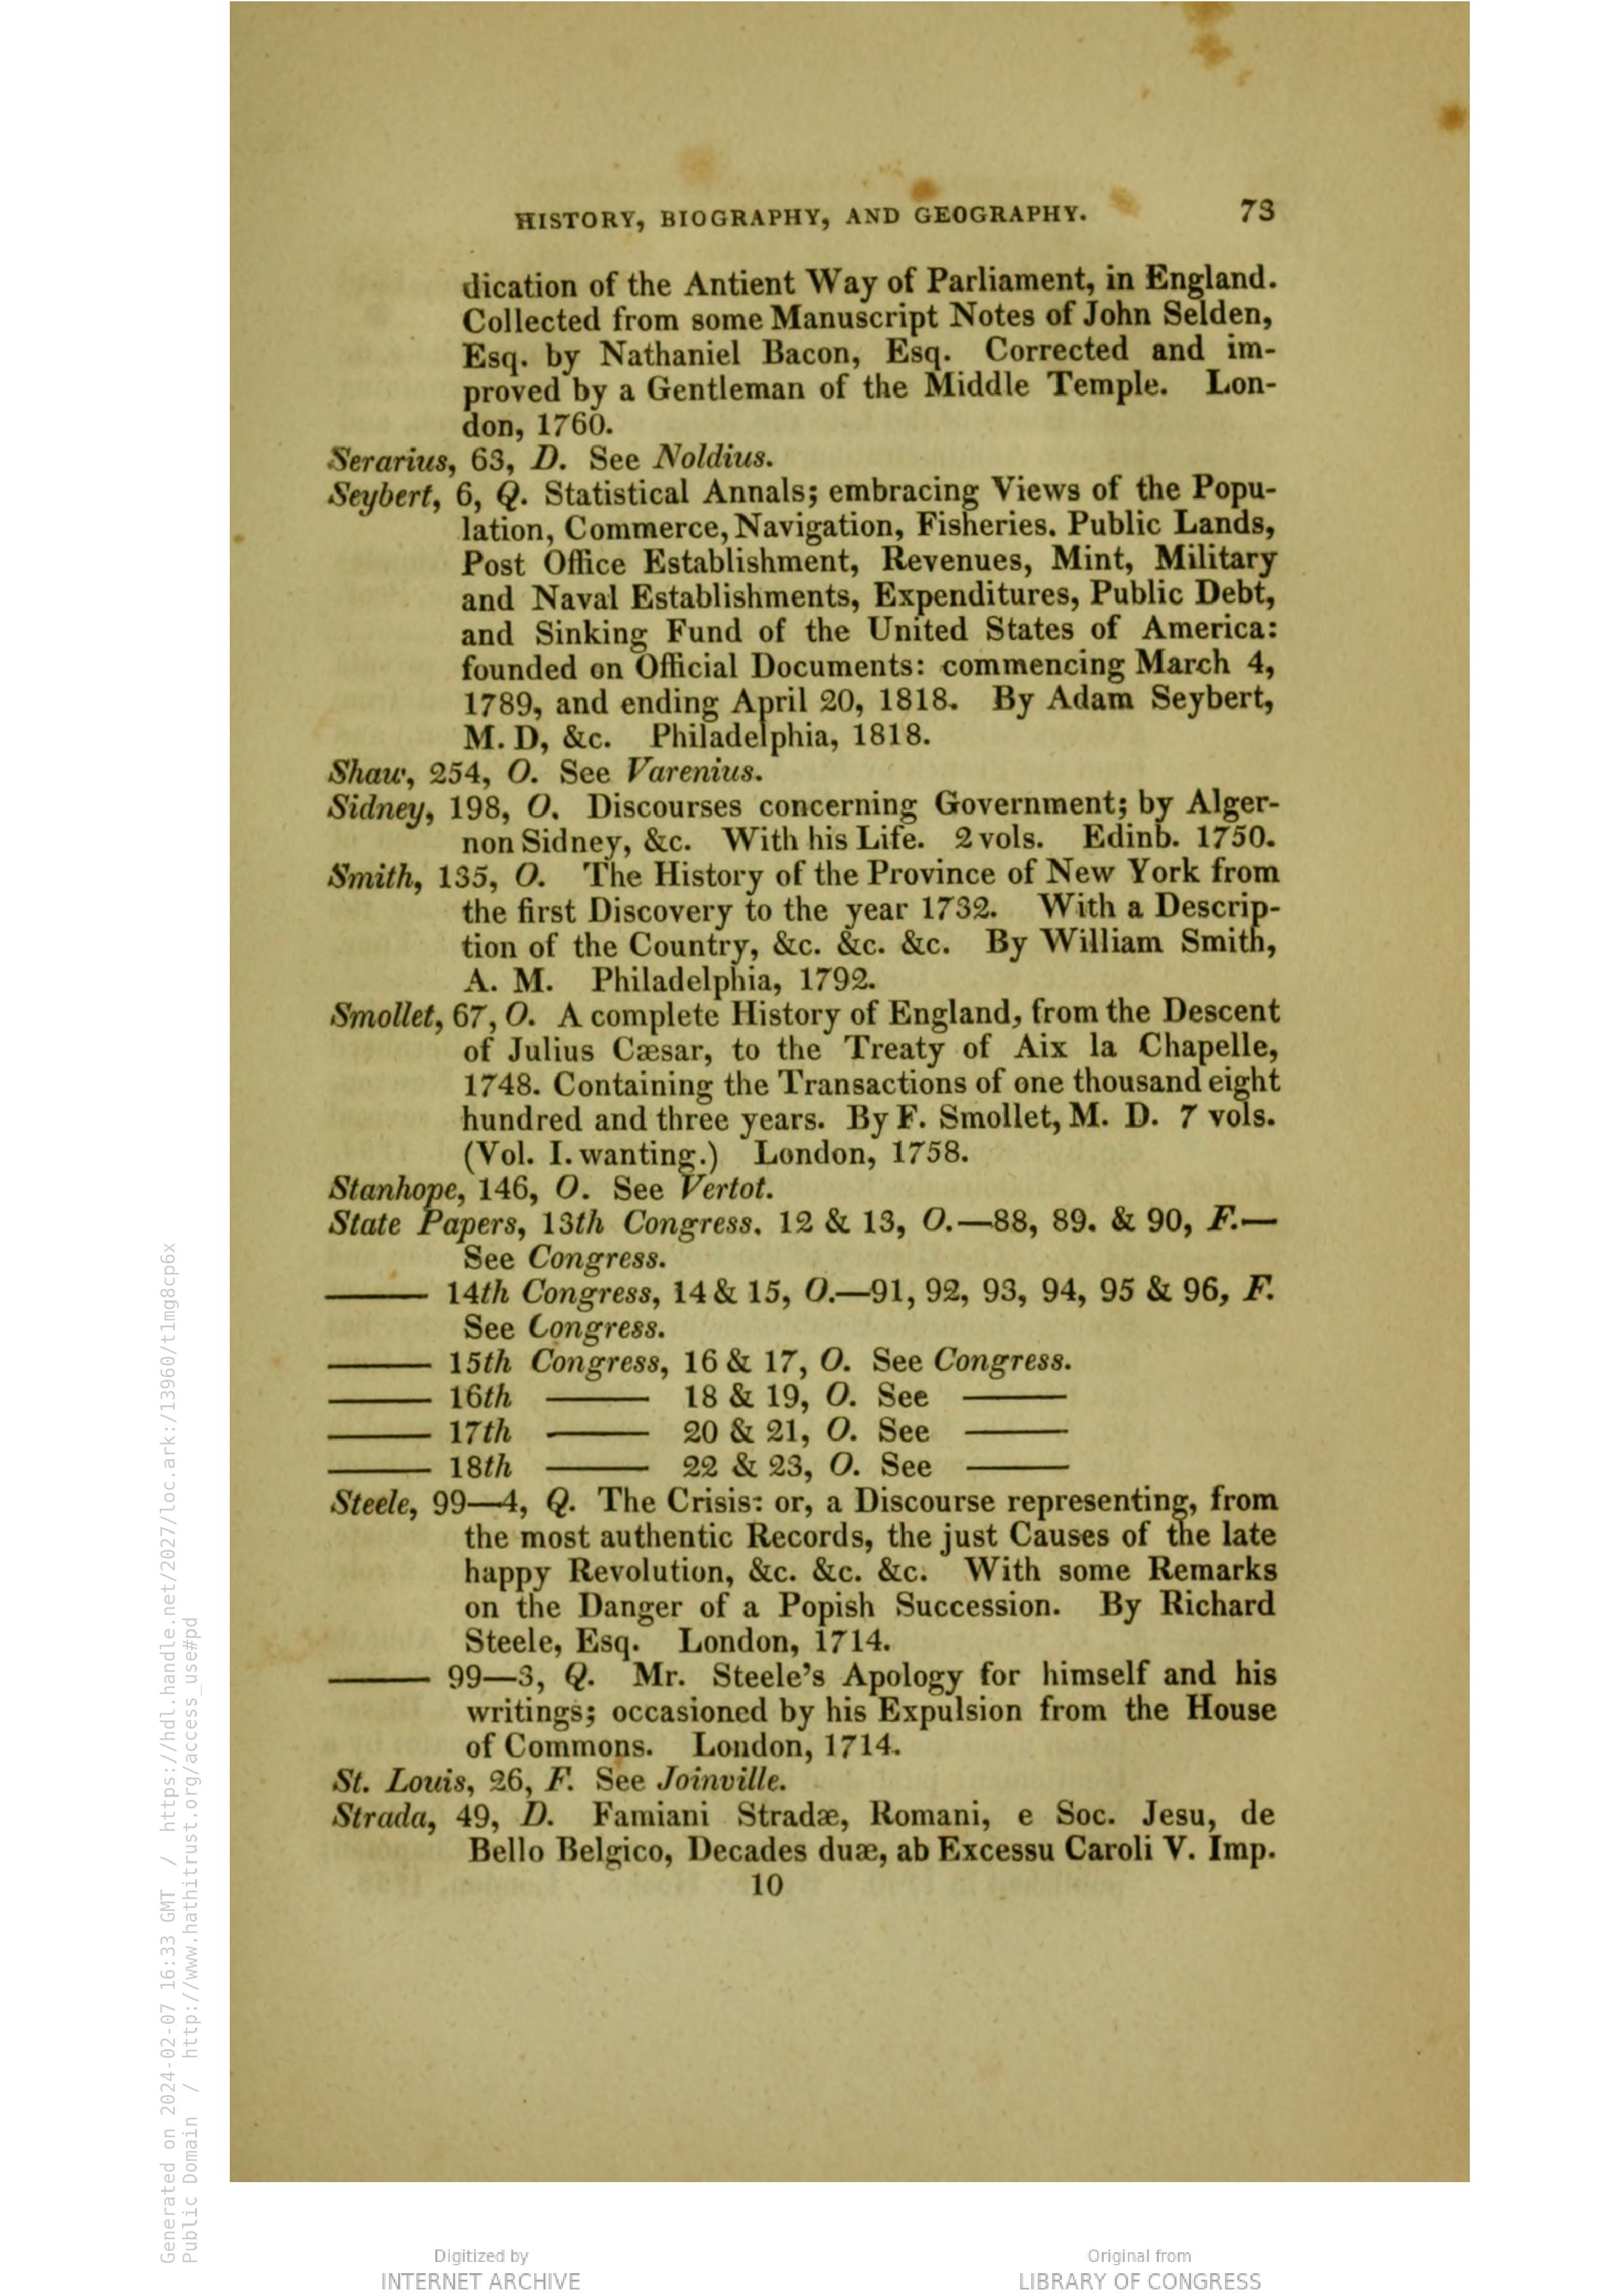 HISTORY, BIOGRAPHY, AND GEOGRAPHY. 73
dication of the Antient Way of Parliament, in England.
Collected from some Manuscript Notes of John Selden,
Esq. by Nathaniel Bacon, Esq. Corrected and im-
proved by a Gentleman of the Middle Temple. Lon-
don, 1760.
Serarius, 63, D. See Noldius.
Seybert, 6, Q. Statistical Annals; embracing Views of the Popu-
lation, Commerce, Navigation, Fisheries. Public Lands,
Post Office Establishment, Revenues, Mint, Military
and Naval Establishments, Expenditures, Public Debt,
and Sinking Fund of the United States of America:
founded on Official Documents: commencing March 4,
1789, and ending April 20, 1818. By Adam Seybert,
M. D, &c. Philadelphia, 1818.
Shaw, 254, O. See Varenius.
Sidney, 198, O. Discourses concerning Government; by Alger-
non Sidney, &c. With his Life. 2 vols. Edinb. 1750.
Smith, 135, O. The History of the Province of New York from
the first Discovery to the year 1732. With a Descrip-
tion of the Country, &c. &c. &c. By William Smith,
A. M. Philadelphia, 1792.
Smollet, 67, O. A complete History of England, from the Descent
of Julius Cæsar, to the Treaty of Aix la Chapelle,
1748. Containing the Transactions of one thousand eight
hundred and three years. By F. Smollet, M. D. 7 vols.
(Vol. I. wanting.) London, 1758.
Stanhope, 146, O. See Vertot.
State Papers, 13th Congress. 12 & 13, O.—88, 89. & 90, F.—
See Congress.
——— 14th Congress, 14 & 15, O.—91, 92, 93, 94, 95 & 96, F.
See Congress.
——— 15th Congress, 16 & 17, O. See Congress.
——— 16th ——— 18 & 19, O. See ———
——— 17th ——— 20 & 21, O. See ———
——— 18th ——— 22 & 23, O. See ———
Steele, 99—4, Q. The Crisis: or, a Discourse representing, from
the most authentic Records, the just Causes of the late
happy Revolution, &c. &c. &c. With some Remarks
on the Danger of a Popish Succession. By Richard
Steele, Esq. London, 1714.
——— 99—3, Q. Mr. Steele's Apology for himself and his
writings; occasioned by his Expulsion from the House
of Commons. London, 1714.
St. Louis, 26, F. See Joinville.
Strada, 49, D. Famiani Stradæ, Romani, e Soc. Jesu, de
Bello Belgico, Decades duæ, ab Excessu Caroli V. Imp.
10
Generated on 2024-02-07 16:33 GMT / https://hdl.handle.net/2027/loc.ark:/13960/t1mg8cp6x
Public Domain / http://www.hathitrust.org/access_use#pd
Digitized by
INTERNET ARCHIVE
Original from
LIBRARY OF CONGRESS